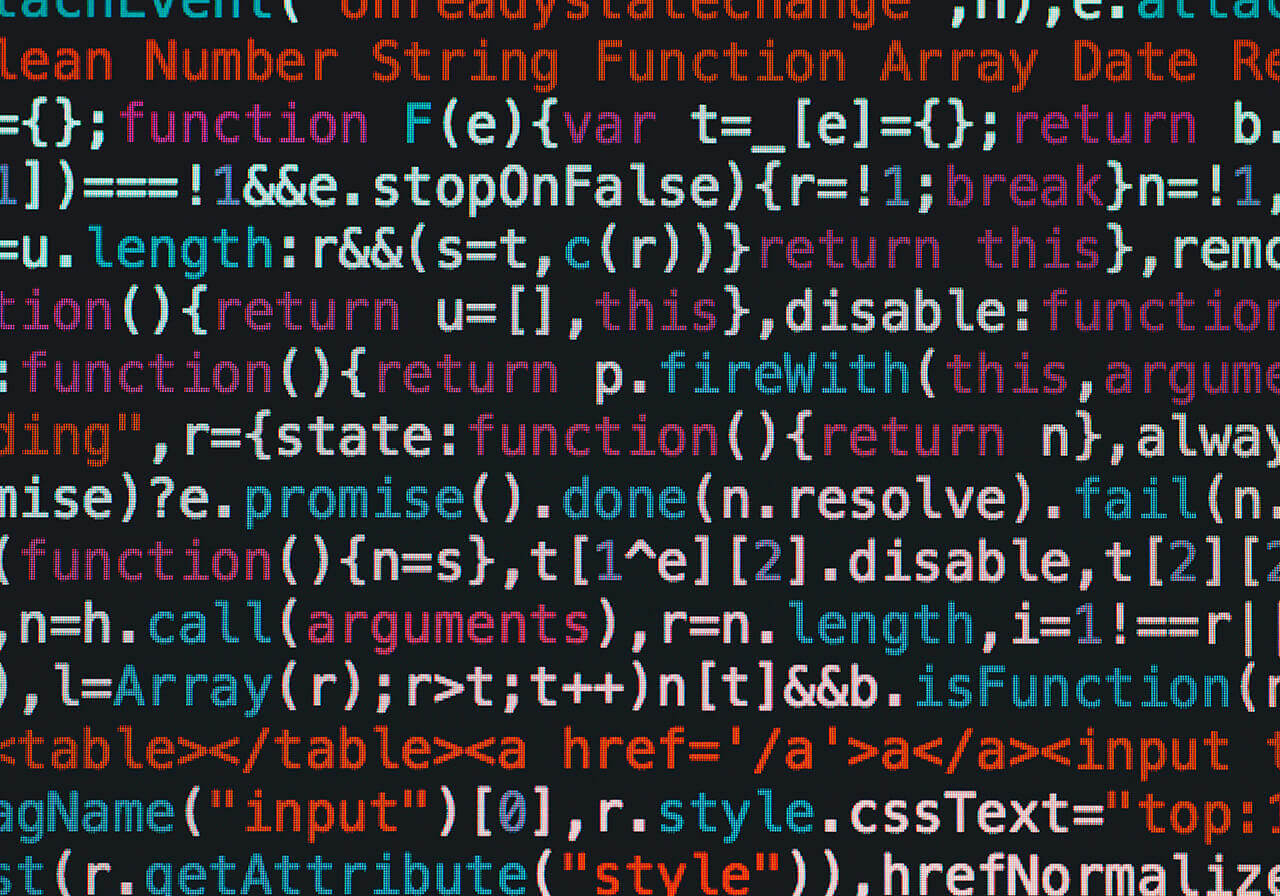 tachEvent("onreadystatechange",n),e.attac
lean Number String Function Array Date Re
={};function F(e){var t=_[e]={};return b.
1])===!1&&e.stopOnFalse){r=!1;break}n=!1,
=u.length:r&&(s=t,c(r))}return this},remo
tion(){return u=[],this},disable:function
:function(){return p.fireWith(this,argume
ding",r={state:function(){return n},alway
mise)?e.promise().done(n.resolve).fail(n.
(function(){n=s},t[1^e][2].disable,t[2][2
,n=h.call(arguments),r=n.length,i=1!==r|
),l=Array(r);r>t;t++)n[t]&&b.isFunction(r
<table></table><a href='/a'>a</a><input t
agName("input")[0],r.style.cssText="top:1
st(r.getAttribute("style")),hrefNormalize